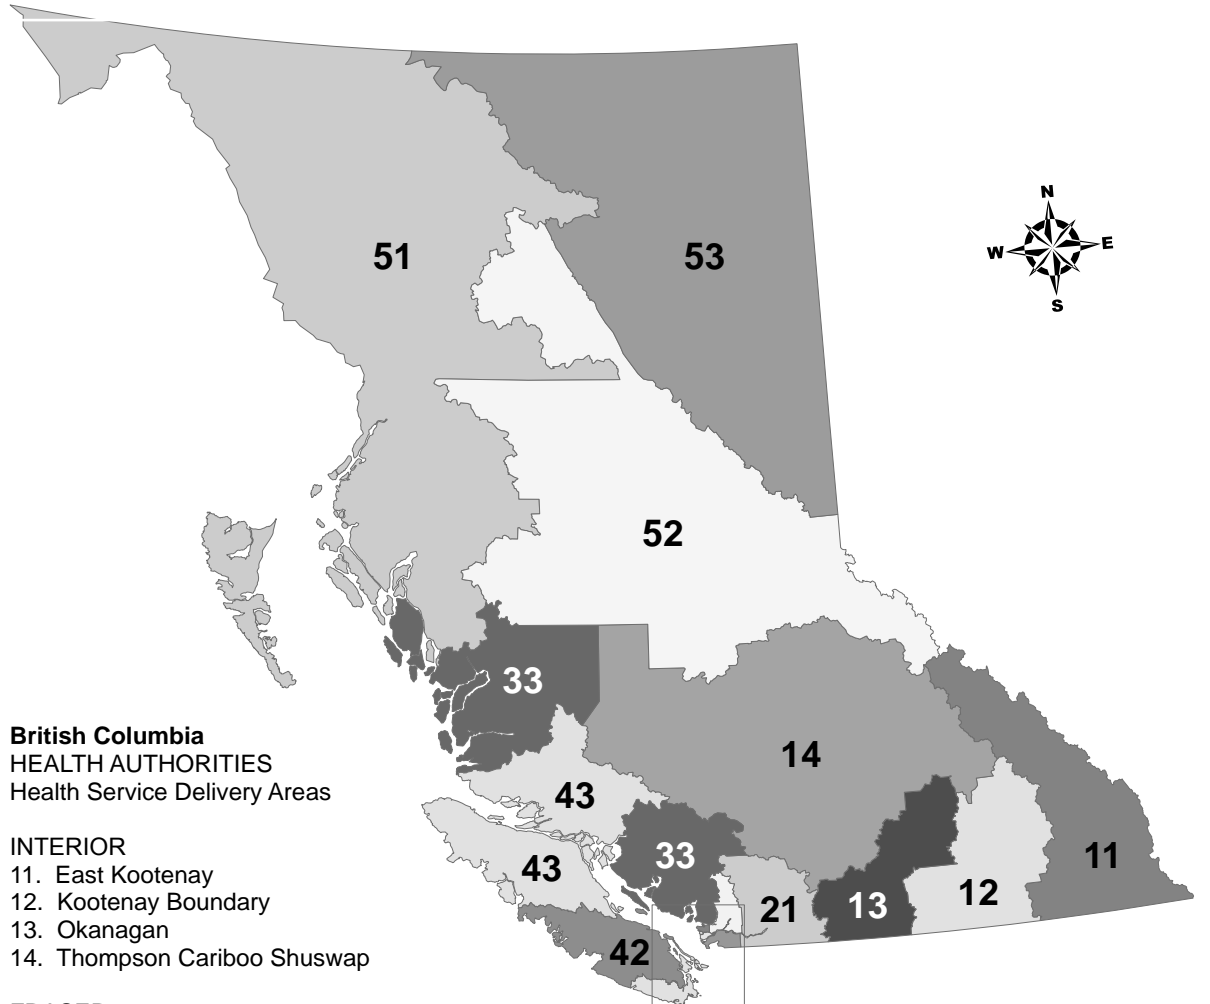 N
W
E
S
51
53
52
33
14
43
33
43
11
12
21
13
42
British Columbia
HEALTH AUTHORITIES
Health Service Delivery Areas
INTERIOR
11. East Kootenay
12. Kootenay Boundary
13. Okanagan
14. Thompson Cariboo Shuswap